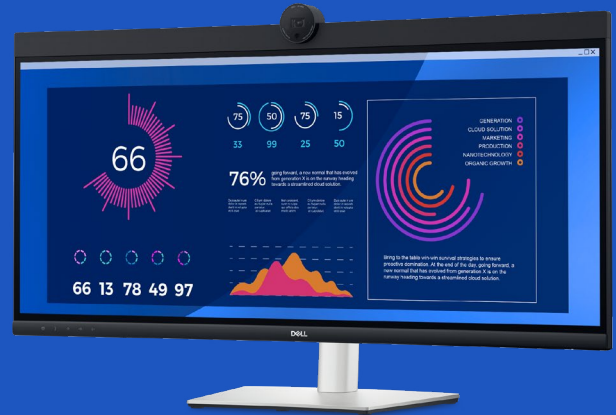 66
75
50
75
15
33
99
25
50
76%
going forward, a new normal that has evolved
from generation X is on the runway heading
towards a streamlined cloud solution.
66 13 78 49 97
GENERATION
CLOUD SOLUTION
MARKETING
PRODUCTION
NANOTECHNOLOGY
ORGANIC GROWTH
Bring to the table win-win survival strategies to ensure
proactive domination. At the end of the day, going forward, a
new normal that has evolved from generation X is on the
runway heading towards a streamlined cloud solution.
DELL